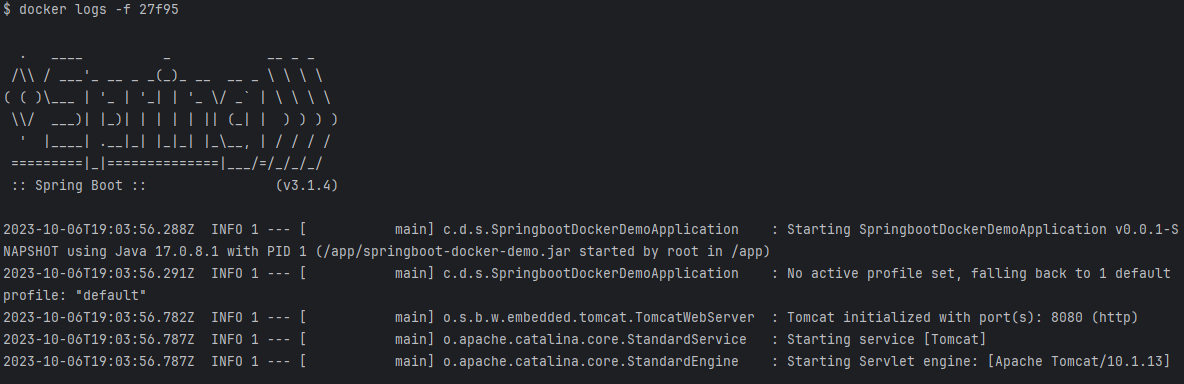 $ docker logs -f 27f95

  .   ____          _            __ _ _
 /\\ / ___'_ __ _ _(_)_ __  __ _ \ \ \ \
( ( )\___ | '_ | '_| | '_ \/ _` | \ \ \ \
 \\/  ___)| |_)| | | | | || (_| |  ) ) ) )
  '  |____| .__|_| |_|_| |_\__, | / / / /
 =========|_|==============|___/=/_/_/_/
 :: Spring Boot ::                (v3.1.4)

2023-10-06T19:03:56.288Z  INFO 1 --- [           main] c.d.s.SpringbootDockerDemoApplication    : Starting SpringbootDockerDemoApplication v0.0.1-S
NAPSHOT using Java 17.0.8.1 with PID 1 (/app/springboot-docker-demo.jar started by root in /app)
2023-10-06T19:03:56.291Z  INFO 1 --- [           main] c.d.s.SpringbootDockerDemoApplication    : No active profile set, falling back to 1 default
profile: "default"
2023-10-06T19:03:56.782Z  INFO 1 --- [           main] o.s.b.w.embedded.tomcat.TomcatWebServer  : Tomcat initialized with port(s): 8080 (http)
2023-10-06T19:03:56.787Z  INFO 1 --- [           main] o.apache.catalina.core.StandardService   : Starting service [Tomcat]
2023-10-06T19:03:56.787Z  INFO 1 --- [           main] o.apache.catalina.core.StandardEngine    : Starting Servlet engine: [Apache Tomcat/10.1.13]